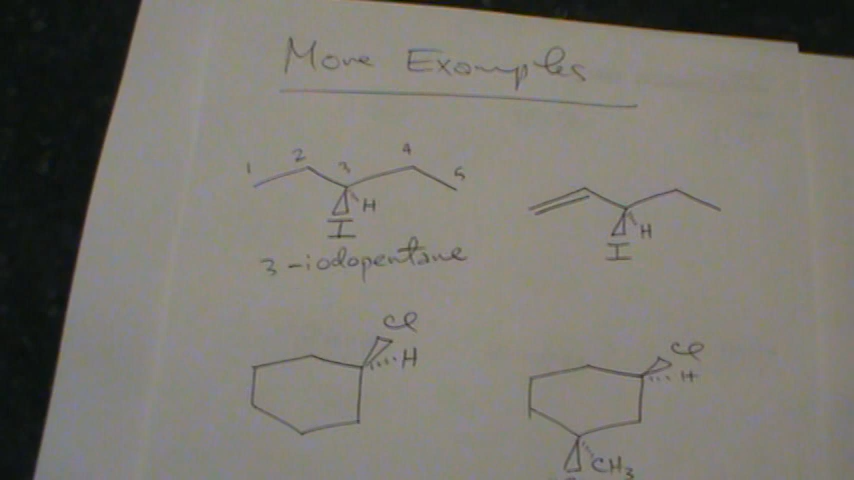 More Examples
1 2 3 4 5
H
I
3-iodopentane
H
I
Cl
H
Cl
H
CH3